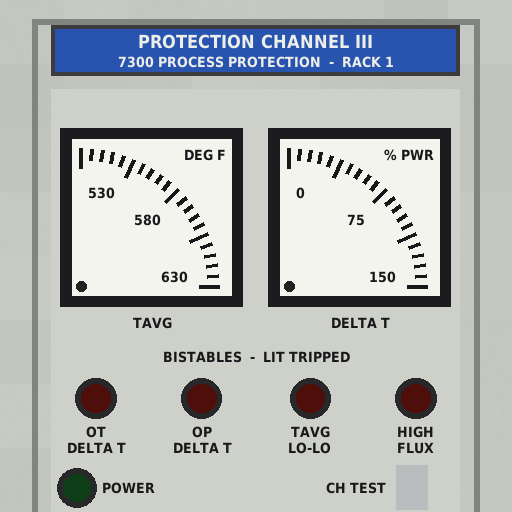 PROTECTION CHANNEL III
7300 PROCESS PROTECTION - RACK 1
DEG F
530
580
630
TAVG
% PWR
0
75
150
DELTA T
BISTABLES - LIT TRIPPED
OT
DELTA T
OP
DELTA T
TAVG
LO-LO
HIGH
FLUX
POWER
CH TEST